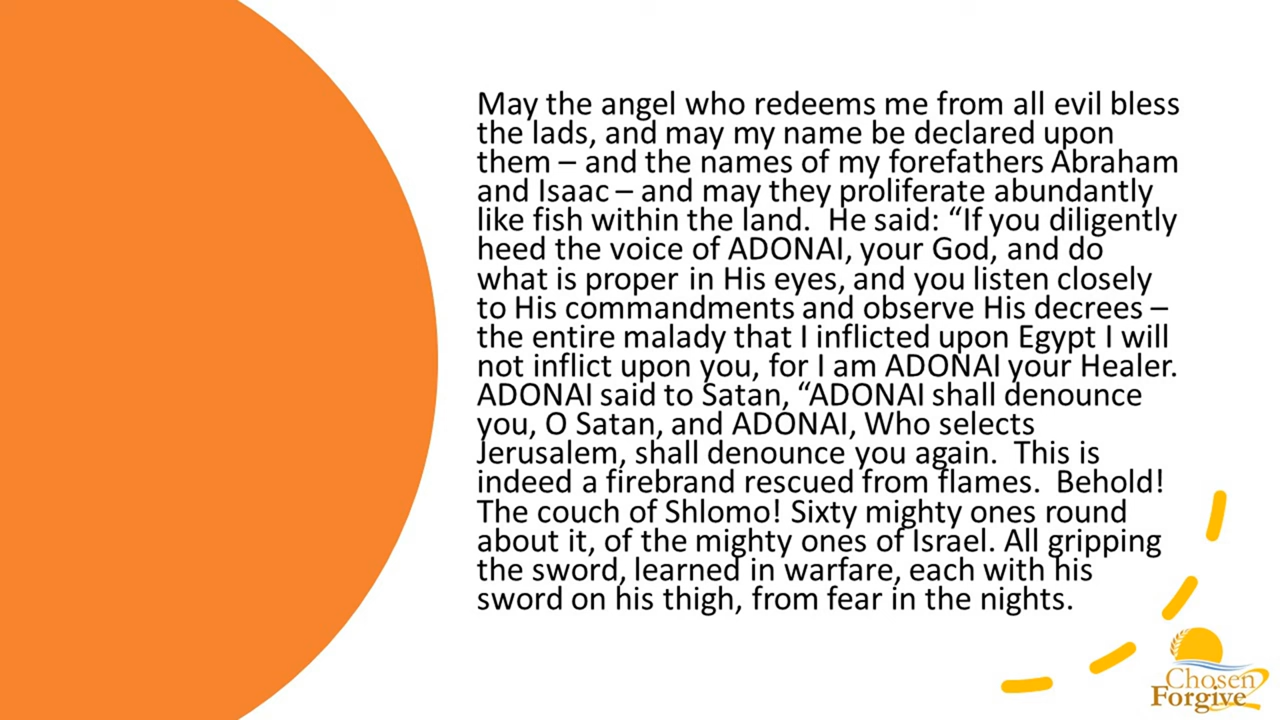 May the angel who redeems me from all evil bless
the lads, and may my name be declared upon
them – and the names of my forefathers Abraham
and Isaac – and may they proliferate abundantly
like fish within the land.  He said: “If you diligently
heed the voice of ADONAI, your God, and do
what is proper in His eyes, and you listen closely
to His commandments and observe His decrees –
the entire malady that I inflicted upon Egypt I will
not inflict upon you, for I am ADONAI your Healer.
ADONAI said to Satan, “ADONAI shall denounce
you, O Satan, and ADONAI, Who selects
Jerusalem, shall denounce you again.  This is
indeed a firebrand rescued from flames.  Behold!
The couch of Shlomo! Sixty mighty ones round
about it, of the mighty ones of Israel. All gripping
the sword, learned in warfare, each with his
sword on his thigh, from fear in the nights.
Chosen
Forgive 2